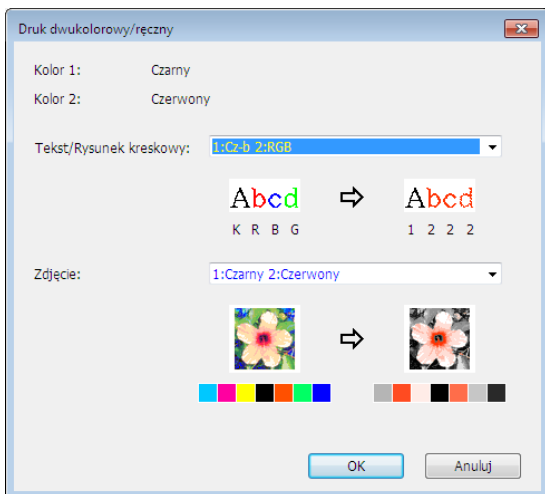 Druk dwukolorowy/ręczny
Kolor 1: Czarny
Kolor 2: Czerwony
Tekst/Rysunek kreskowy: 1:Cz-b 2:RGB
Abcd Abcd
K R B G 1 2 2 2
Zdjęcie: 1:Czarny 2:Czerwony
OK Anuluj